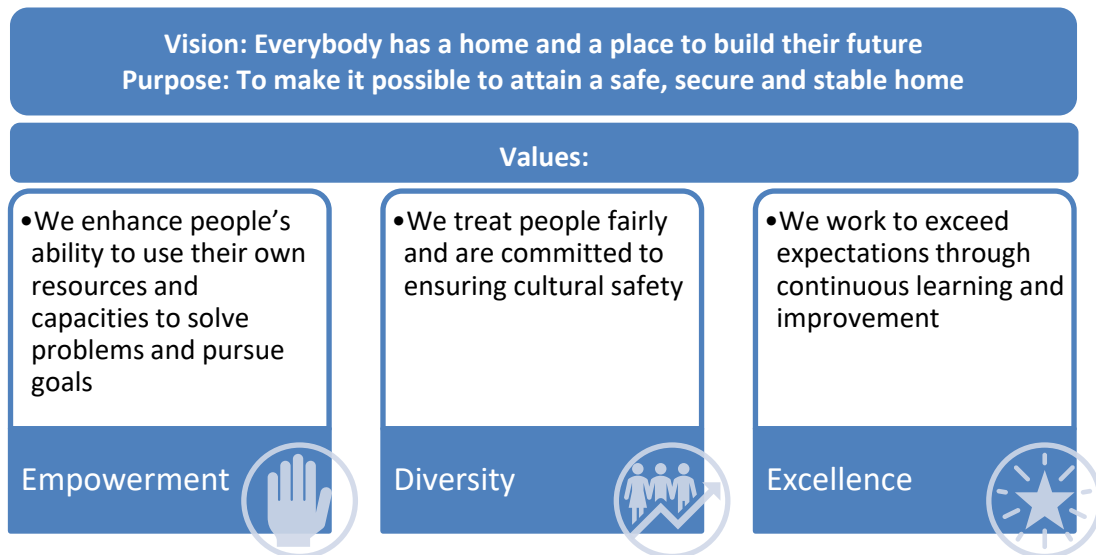 Vision: Everybody has a home and a place to build their future
Purpose: To make it possible to attain a safe, secure and stable home
Values:
•We enhance people’s
ability to use their own
resources and
capacities to solve
problems and pursue
goals
Empowerment
•We treat people fairly
and are committed to
ensuring cultural safety
Diversity
•We work to exceed
expectations through
continuous learning and
improvement
Excellence